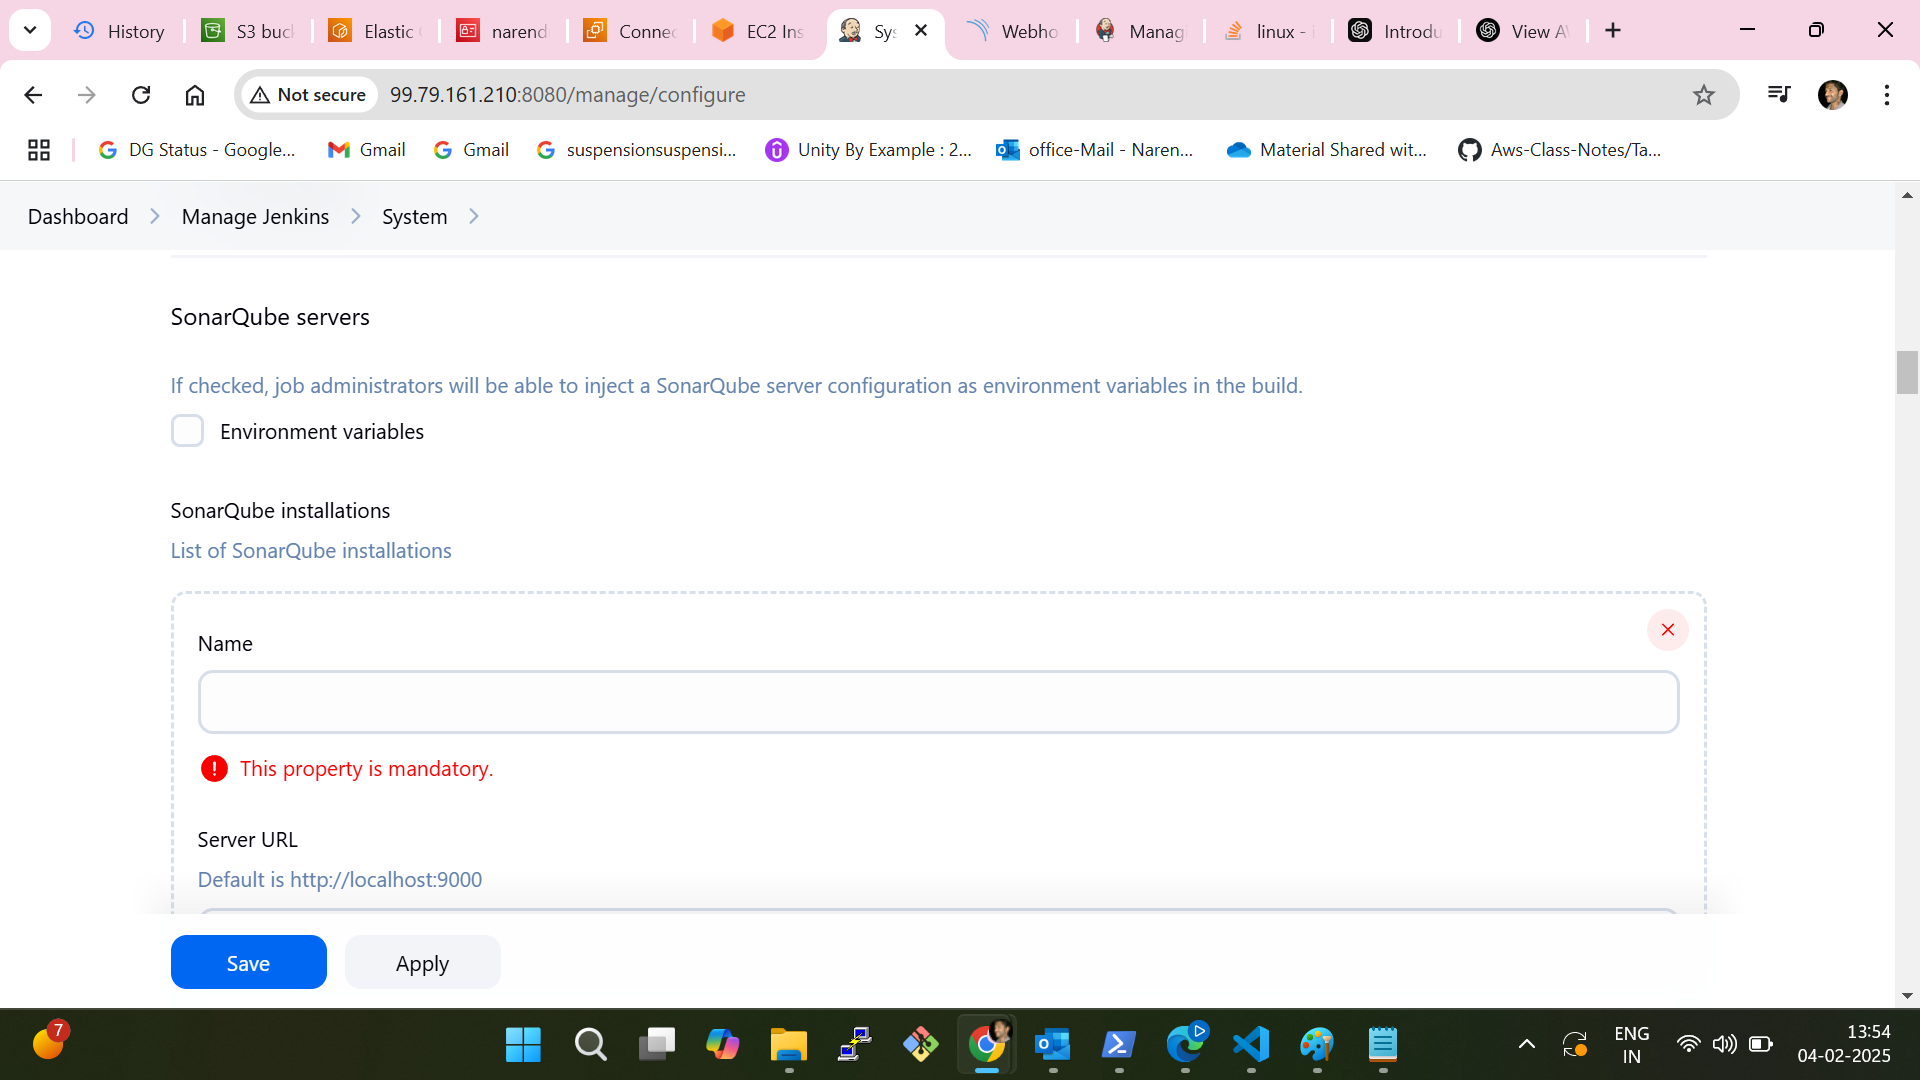 History
S3 buc
Elastic
narend
Connec
EC2 Ins
Sys
Webho
Manag
linux - i
Introdu
View A
Not secure
99.79.161.210:8080/manage/configure
DG Status - Google...
Gmail
Gmail
suspensionsuspensi...
Unity By Example : 2...
office-Mail - Naren...
Material Shared wit...
Aws-Class-Notes/Ta...
Dashboard
Manage Jenkins
System
SonarQube servers
If checked, job administrators will be able to inject a SonarQube server configuration as environment variables in the build.
Environment variables
SonarQube installations
List of SonarQube installations
Name
This property is mandatory.
Server URL
Default is http://localhost:9000
Save
Apply
7
ENG
IN
13:54
04-02-2025